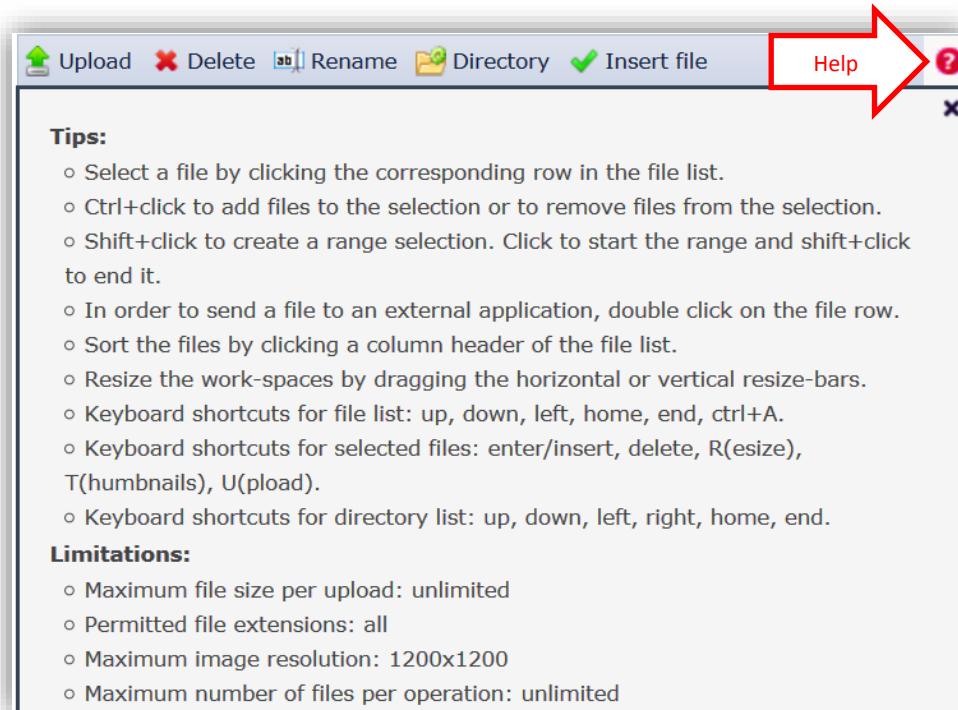 Upload Delete Rename Directory Insert file Help ?
Tips:
Select a file by clicking the corresponding row in the file list.
Ctrl+click to add files to the selection or to remove files from the selection.
Shift+click to create a range selection. Click to start the range and shift+click
to end it.
In order to send a file to an external application, double click on the file row.
Sort the files by clicking a column header of the file list.
Resize the work-spaces by dragging the horizontal or vertical resize-bars.
Keyboard shortcuts for file list: up, down, left, home, end, ctrl+A.
Keyboard shortcuts for selected files: enter/insert, delete, R(esize),
T(humbnails), U(pload).
Keyboard shortcuts for directory list: up, down, left, right, home, end.
Limitations:
Maximum file size per upload: unlimited
Permitted file extensions: all
Maximum image resolution: 1200x1200
Maximum number of files per operation: unlimited